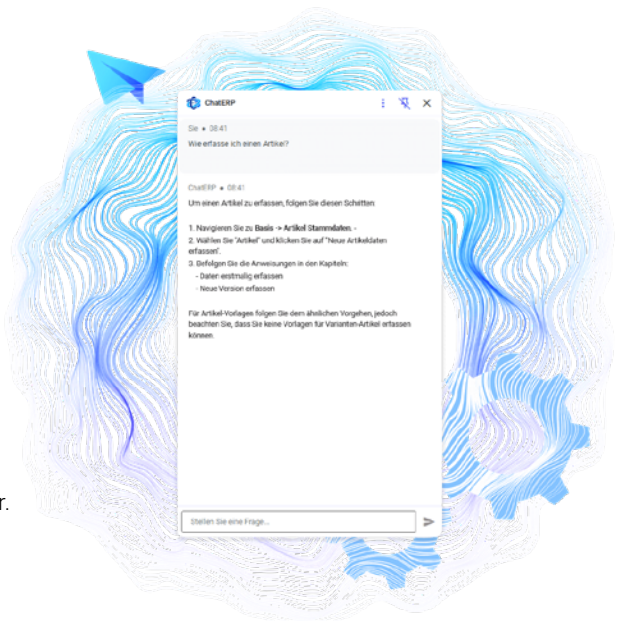 ChatERP
Sie • 08:41
Wie erfasse ich einen Artikel?
ChatERP • 08:41
Um einen Artikel zu erfassen, folgen Sie diesen Schritten:
1. Navigieren Sie zu Basis -> Artikel Stammdaten. -
2. Wählen Sie "Artikel" und klicken Sie auf "Neue Artikeldaten
erfassen".
3. Befolgen Sie die Anweisungen in den Kapiteln:
- Daten erstmalig erfassen
- Neue Version erfassen
Für Artikel-Vorlagen folgen Sie dem ähnlichen Vorgehen, jedoch
beachten Sie, dass Sie keine Vorlagen für Varianten-Artikel erfassen
können.
r.
Stellen Sie eine Frage...